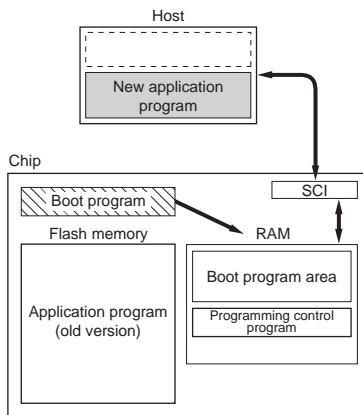 Host
New application
program
Chip
SCI
Boot program
Flash memory
RAM
Boot program area
Application program
(old version)
Programming control
program